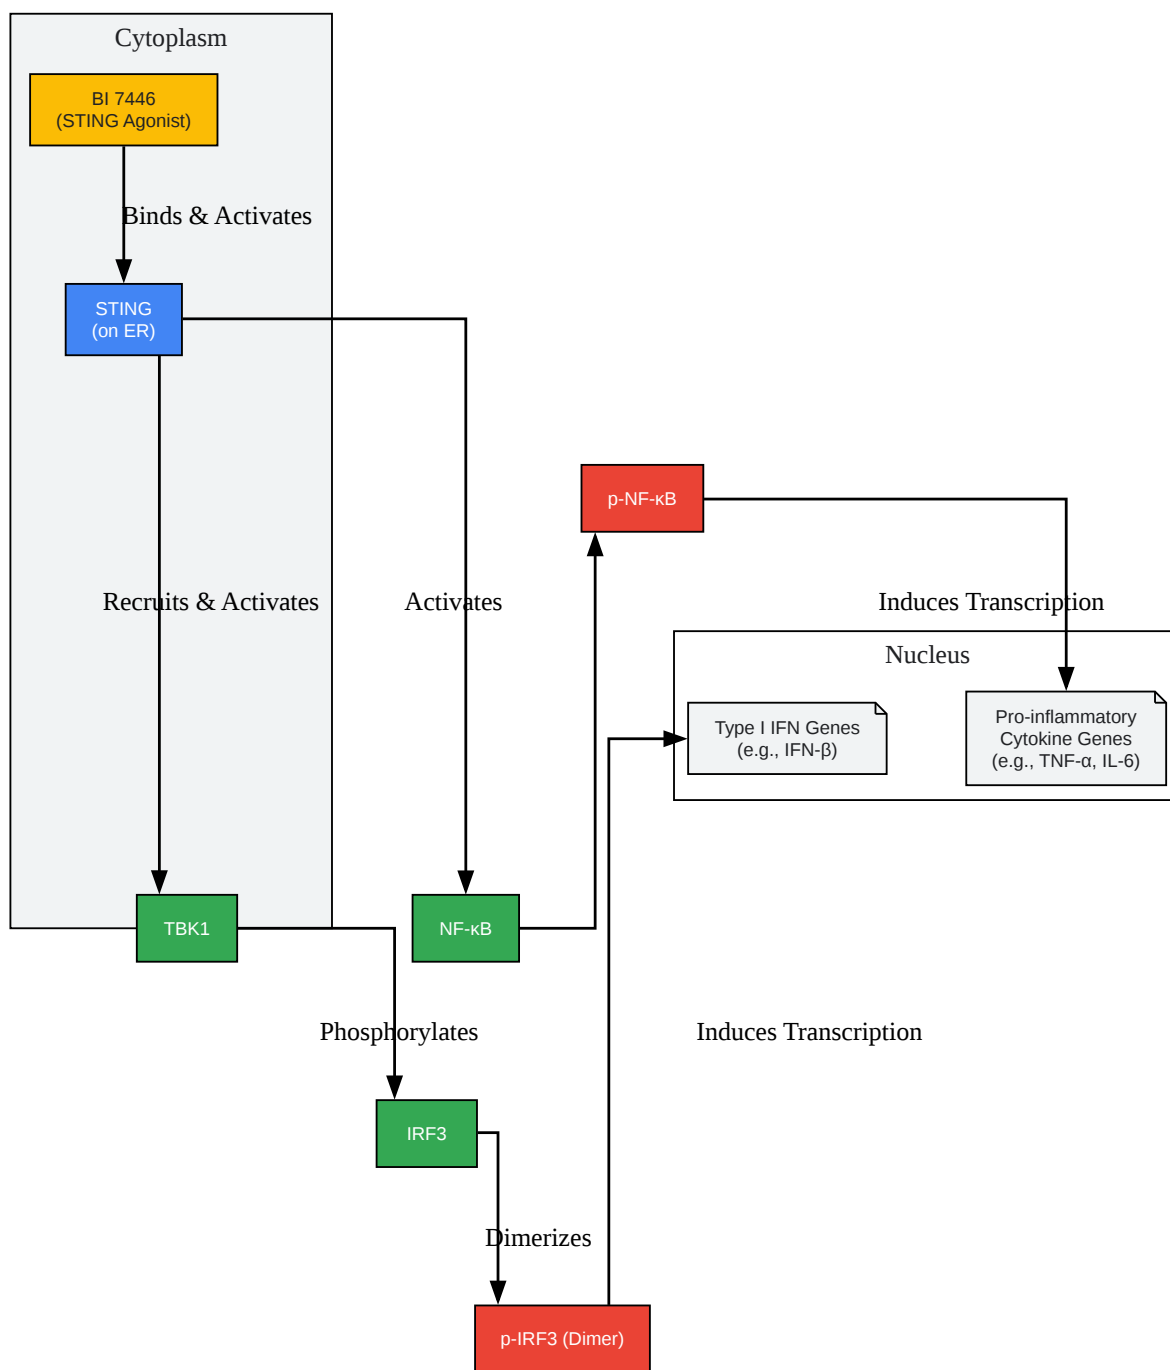 Cytoplasm
BI 7446
(STING Agonist)
Binds & Activates
STING
(on ER)
p-NF-κB
Recruits & Activates
Activates
Induces Transcription
Nucleus
Type I IFN Genes
(e.g., IFN-β)
Pro-inflammatory
Cytokine Genes
(e.g., TNF-α, IL-6)
TBK1
NF-κB
Phosphorylates
Induces Transcription
IRF3
Dimerizes
p-IRF3 (Dimer)